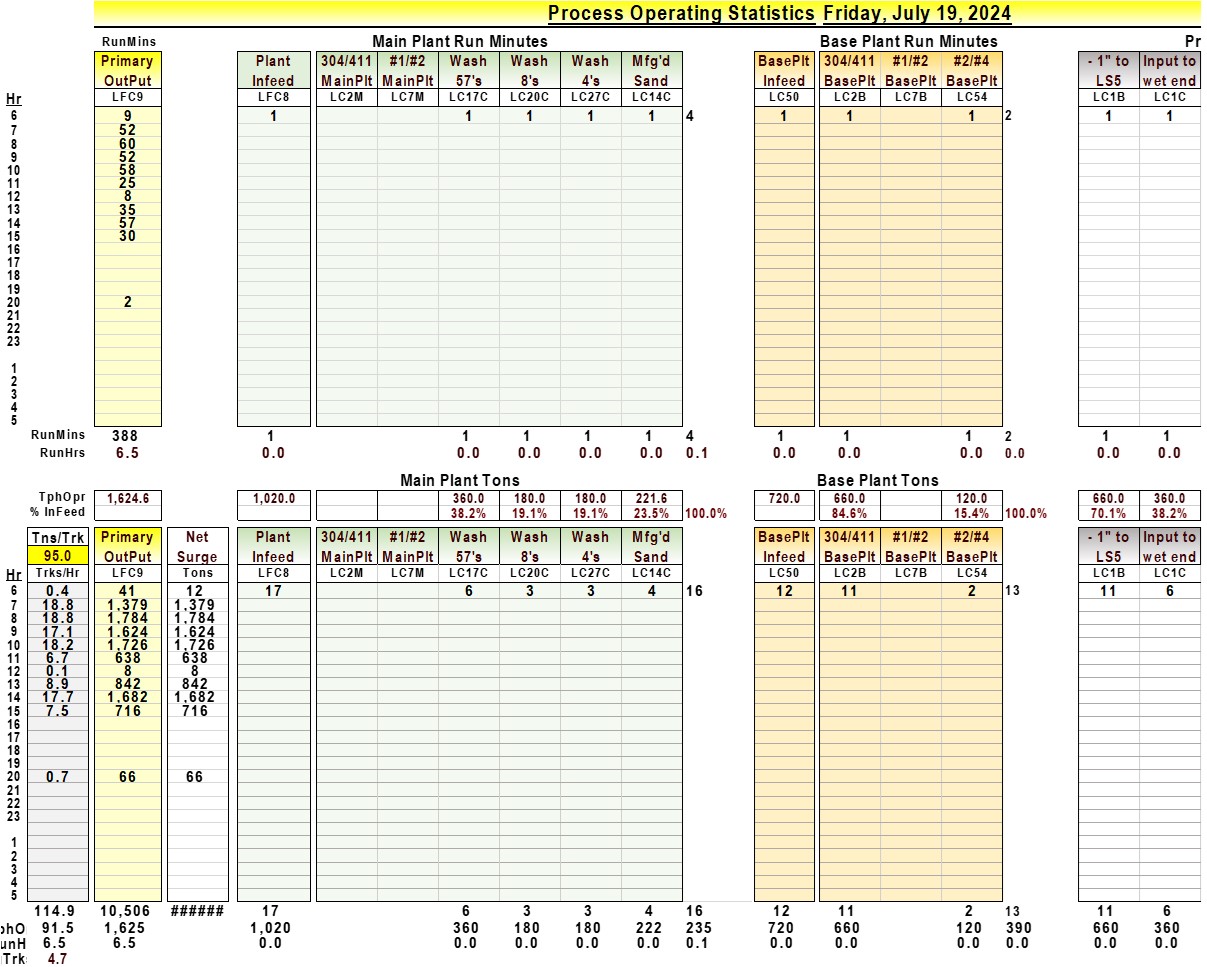 Process Operating Statistics Friday, July 19, 2024
RunMins Main Plant Run Minutes Base Plant Run Minutes Pr
Primary Plant 304/411 #1/#2 Wash Wash Wash Mfg'd BasePlt 304/411 #1/#2 #2/#4 - 1" to Input to
OutPut Infeed MainPlt MainPlt 57's 8's 4's Sand Infeed BasePlt BasePlt BasePlt LS5 wet end
Hr LFC9 LFC8 LC2M LC7M LC17C LC20C LC27C LC14C LC50 LC2B LC7B LC54 LC1B LC1C
6 9 1 1 1 1 1 4 1 1 1 2 1 1
7 52
8 60
9 52
10 58
11 25
12 8
13 35
14 57
15 30
16
17
18
19
20 2
21
22
23
1
2
3
4
5
RunMins 388 1 1 1 1 1 4 1 1 1 2 1 1
RunHrs 6.5 0.0 0.0 0.0 0.0 0.0 0.1 0.0 0.0 0.0 0.0 0.0 0.0
Main Plant Tons Base Plant Tons
TphOpr 1,624.6 1,020.0 360.0 180.0 180.0 221.6 720.0 660.0 120.0 660.0 360.0
% InFeed 38.2% 19.1% 19.1% 23.5% 100.0% 84.6% 15.4% 100.0% 70.1% 38.2%
Tns/Trk Primary Net Plant 304/411 #1/#2 Wash Wash Wash Mfg'd BasePlt 304/411 #1/#2 #2/#4 - 1" to Input to
95.0 OutPut Surge Infeed MainPlt MainPlt 57's 8's 4's Sand Infeed BasePlt BasePlt BasePlt LS5 wet end
Hr Trks/Hr LFC9 Tons LFC8 LC2M LC7M LC17C LC20C LC27C LC14C LC50 LC2B LC7B LC54 LC1B LC1C
6 0.4 41 12 17 6 3 3 4 16 12 11 2 13 11 6
7 18.8 1,379 1,379
8 18.8 1,784 1,784
9 17.1 1,624 1,624
10 18.2 1,726 1,726
11 6.7 638 638
12 0.1 8 8
13 8.9 842 842
14 17.7 1,682 1,682
15 7.5 716 716
16
17
18
19
20 0.7 66 66
21
22
23
1
2
3
4
5
114.9 10,506 ###### 17 6 3 3 4 16 12 11 2 13 11 6
phO 91.5 1,625 1,020 360 180 180 222 235 720 660 120 390 660 360
unH 6.5 6.5 0.0 0.0 0.0 0.0 0.0 0.1 0.0 0.0 0.0 0.0 0.0 0.0
Trk 4.7